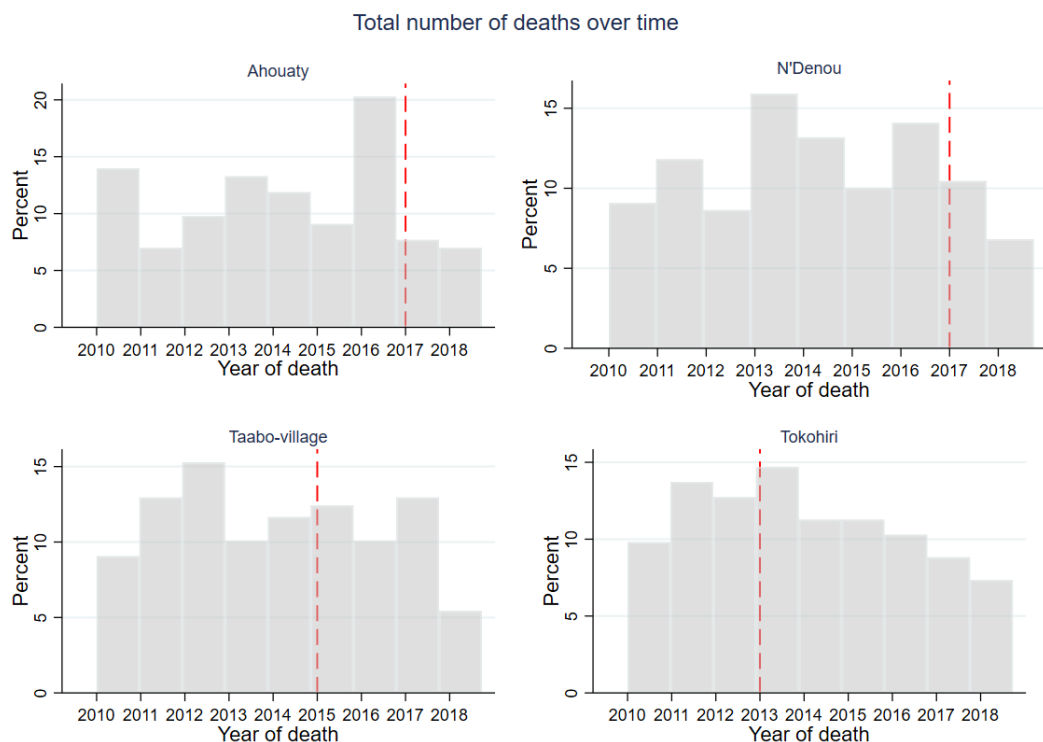 Total number of deaths over time
Ahouaty
Percent
20
15
10
5
0
2010 2011 2012 2013 2014 2015 2016 2017 2018
Year of death
N'Denou
Percent
15
10
5
0
2010 2011 2012 2013 2014 2015 2016 2017 2018
Year of death
Taabo-village
Percent
15
10
5
0
2010 2011 2012 2013 2014 2015 2016 2017 2018
Year of death
Tokohiri
Percent
15
10
5
0
2010 2011 2012 2013 2014 2015 2016 2017 2018
Year of death